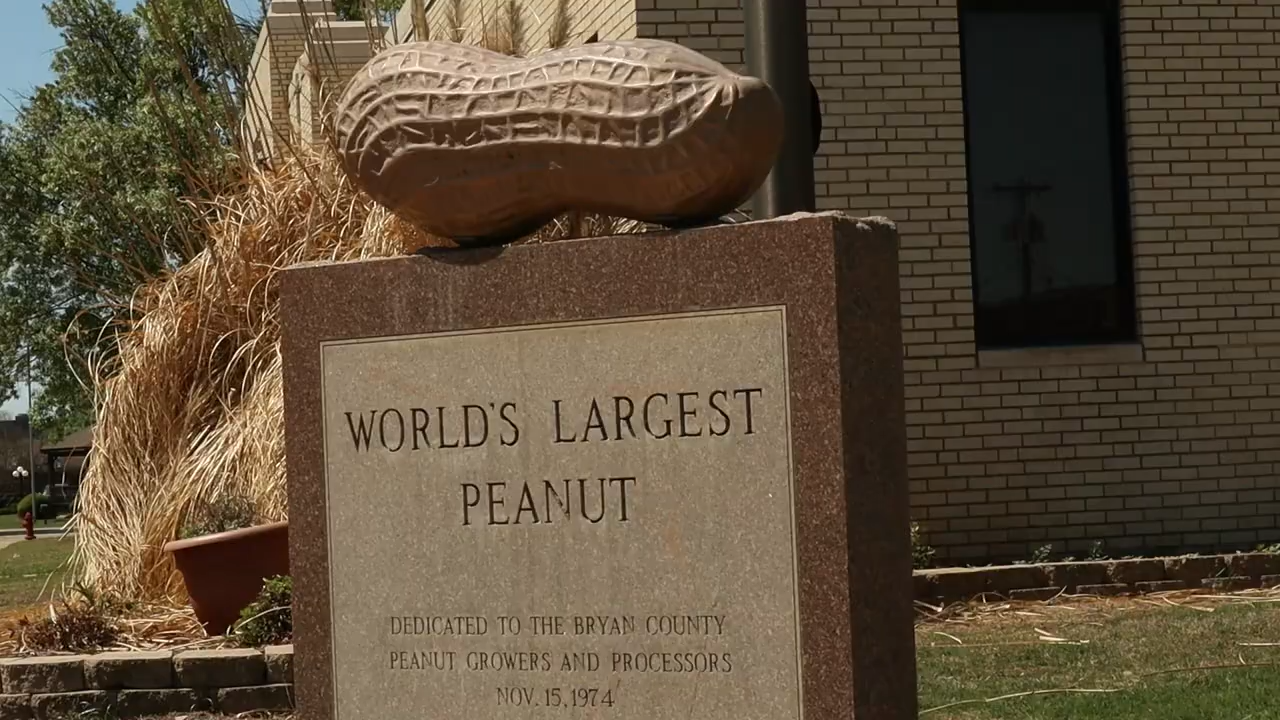 WORLD'S LARGEST
PEANUT
DEDICATED TO THE BRYAN COUNTY
PEANUT GROWERS AND PROCESSORS
NOV. 15, 1974